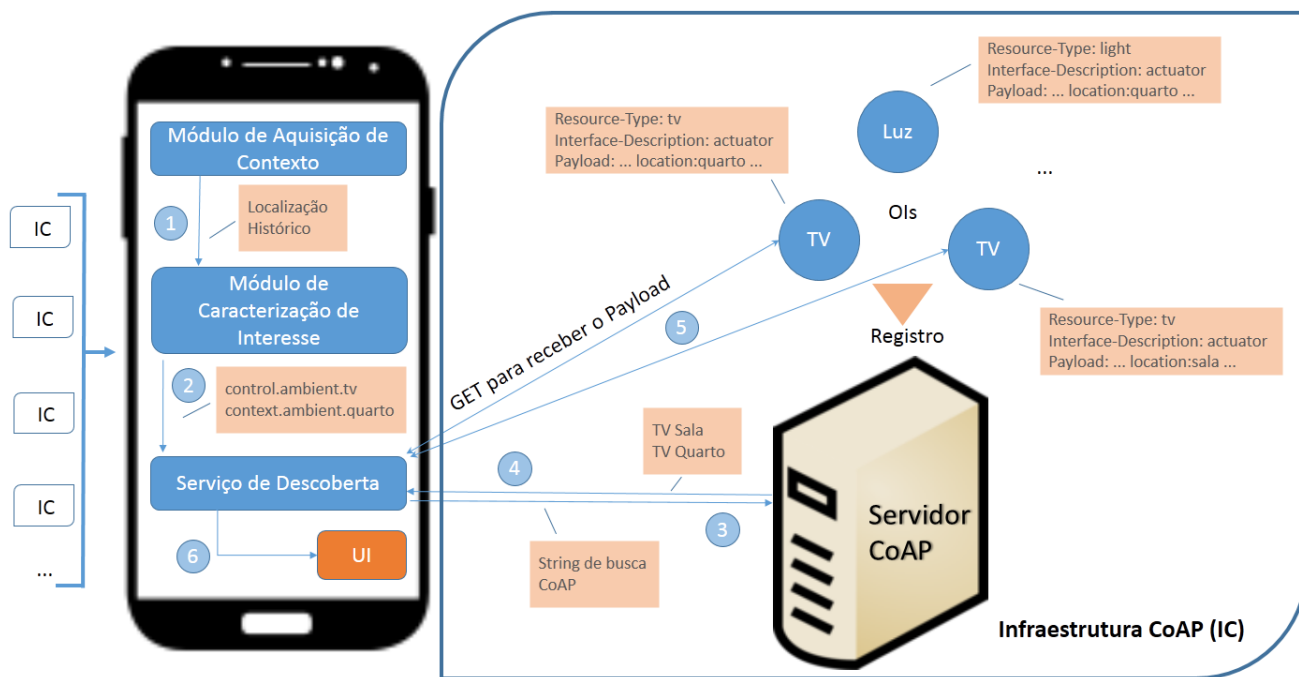 IC
IC
IC
IC
...
Módulo de Aquisição de
Contexto
1
Localização
Histórico
Módulo de
Caracterização de
Interesse
2
control.ambient.tv
context.ambient.quarto
Serviço de Descoberta
6
UI
GET para receber o Payload
5
4
TV Sala
TV Quarto
3
String de busca
CoAP
Resource-Type: tv
Interface-Description: actuator
Payload: ... location:quarto ...
Resource-Type: light
Interface-Description: actuator
Payload: ... location:quarto ...
Luz
...
OIs
TV
TV
Registro
Resource-Type: tv
Interface-Description: actuator
Payload: ... location:sala ...
Servidor
CoAP
Infraestrutura CoAP (IC)